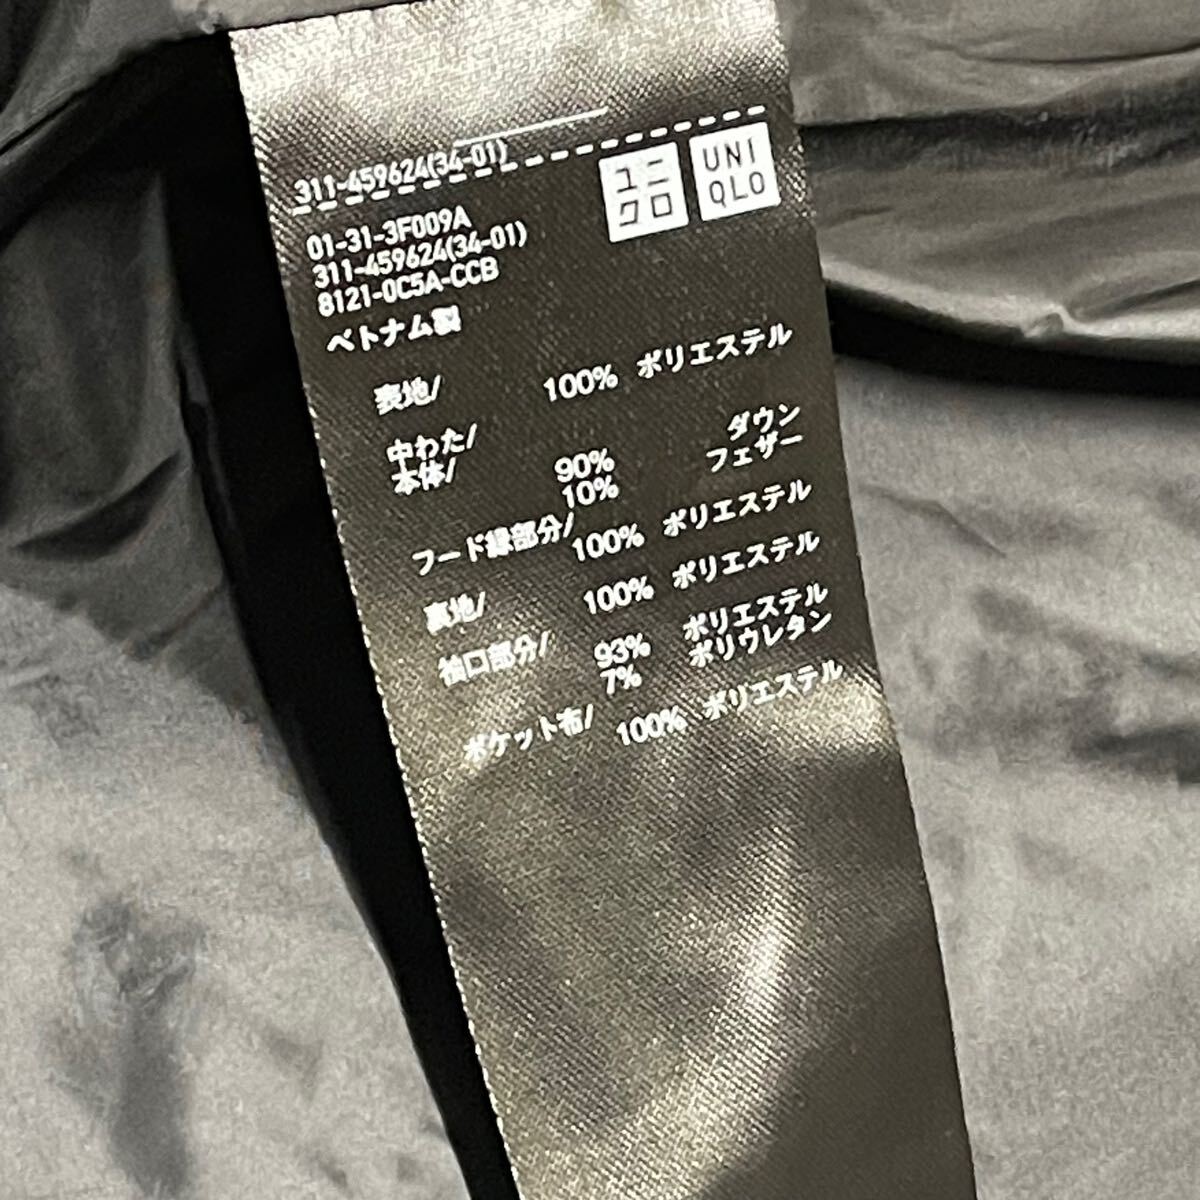 311-459624(34-01)
ユニ
クロ
UNI
QLO
01-31-3F009A
311-459624(34-01)
8121-0C5A-CCB
ベトナム製
表地/ 100% ポリエステル
中わた/
本体/ 90% ダウン
10% フェザー
フード縁部分/
100% ポリエステル
裏地/ 100% ポリエステル
袖口部分/ 93% ポリエステル
7% ポリウレタン
ポケット布/ 100% ポリエステル